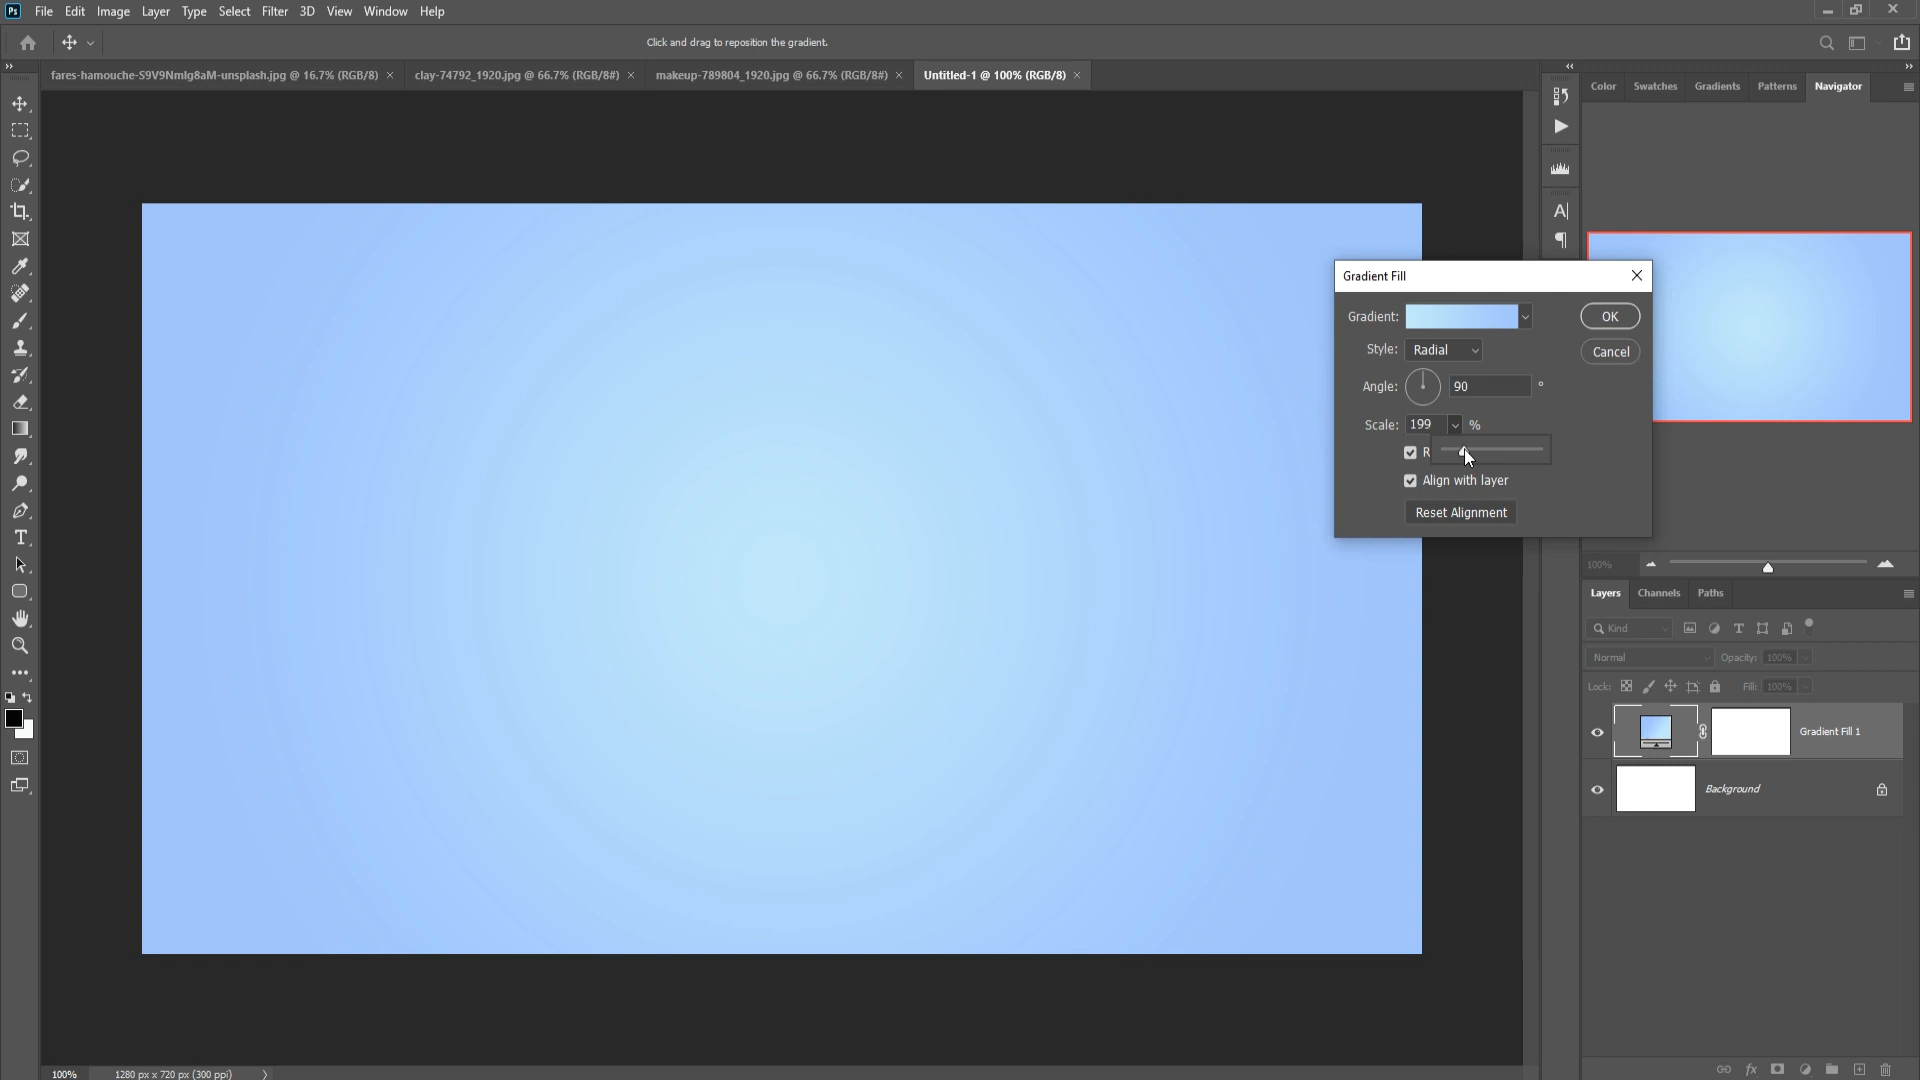 Ps File Edit Image Layer Type Select Filter 3D View Window Help
Click and drag to reposition the gradient.
fares-hamouche-S9V9Nmlg8aM-unsplash.jpg @ 16.7% (RGB/8) × clay-74792_1920.jpg @ 66.7% (RGB/8#) × makeup-789804_1920.jpg @ 66.7% (RGB/8#) × Untitled-1 @ 100% (RGB/8) ×
Color Swatches Gradients Patterns Navigator
Gradient Fill
Gradient: OK
Style: Radial Cancel
Angle: 90 °
Scale: 199 %
R
Align with layer
Reset Alignment
100%
Layers Channels Paths
Kind
Normal Opacity: 100%
Lock: Fill: 100%
Gradient Fill 1
Background
100% 1280 px x 720 px (300 ppi)